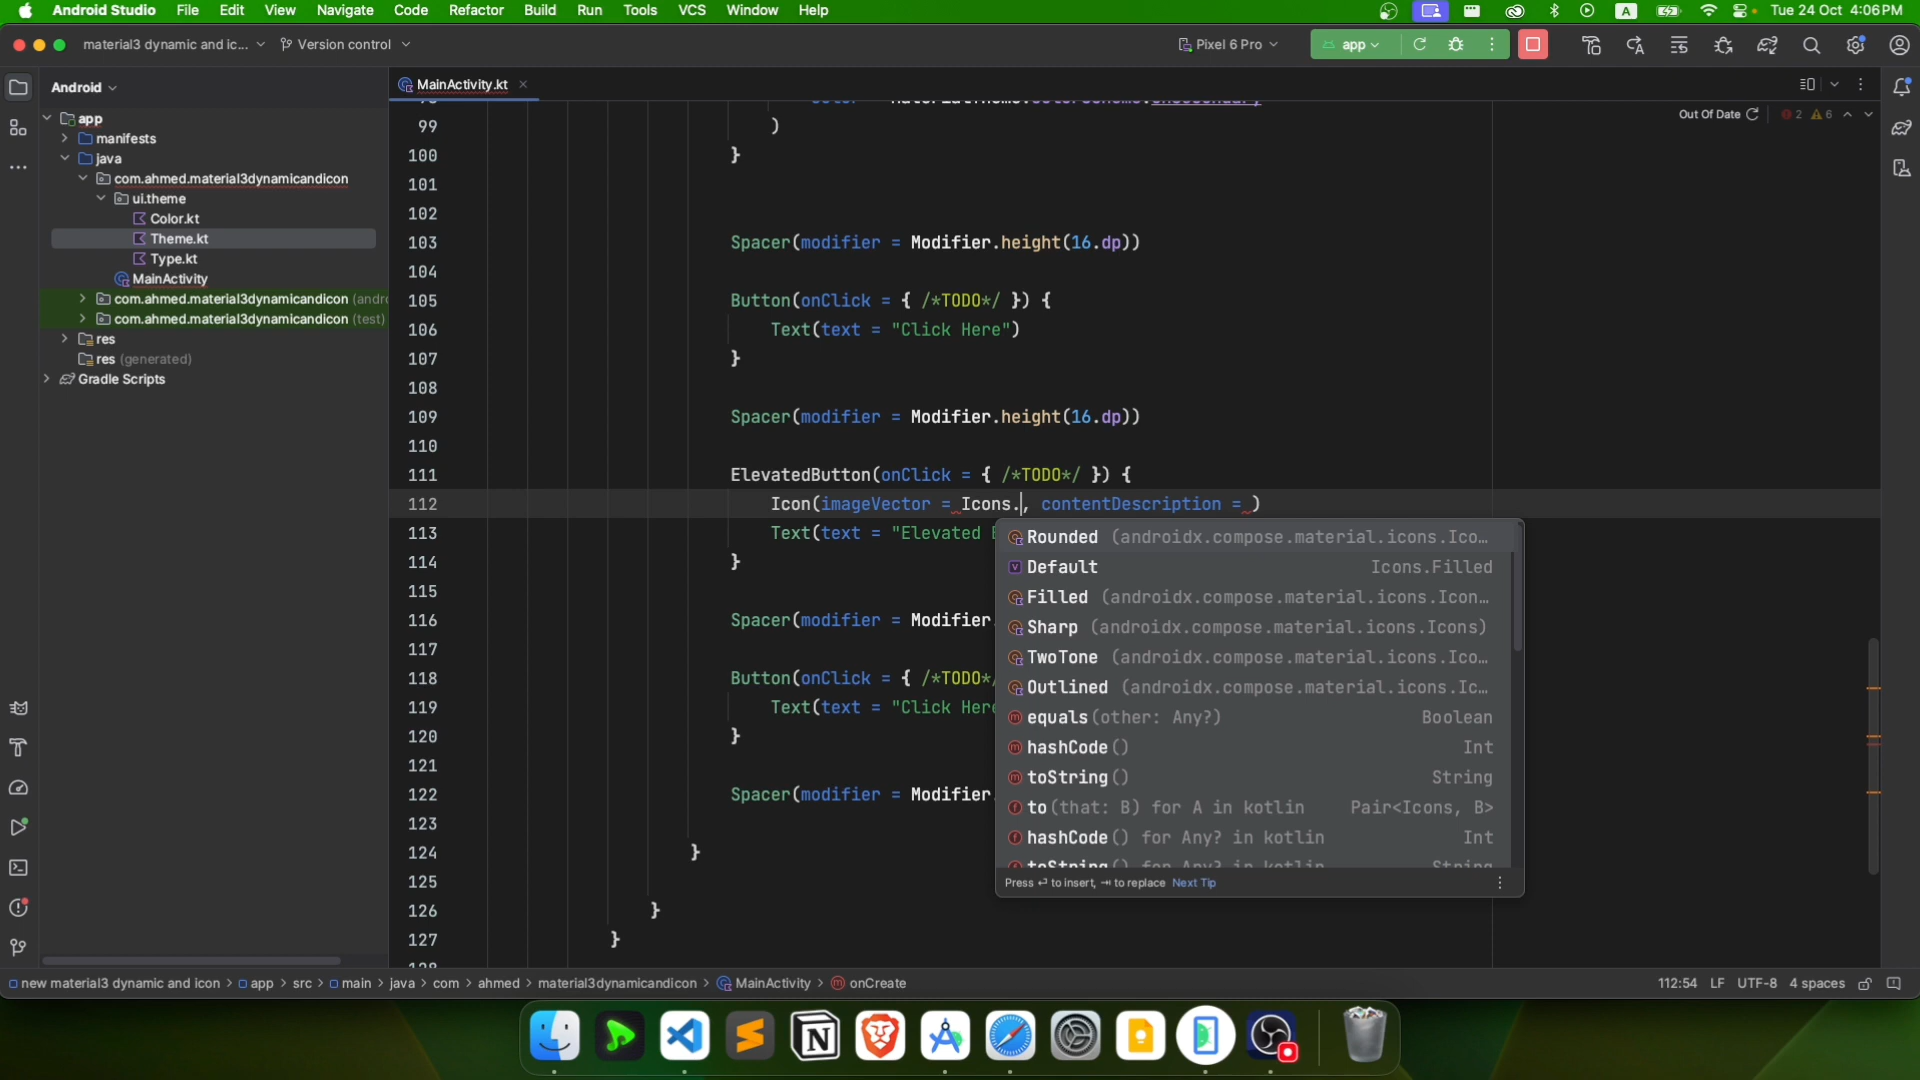 Android Studio File Edit View Navigate Code Refactor Build Run Tools VCS Window Help A Tue 24 Oct 4:06 PM
material3 dynamic and ic... Version control Pixel 6 Pro app
Android
MainActivity.kt
app
manifests
java
com.ahmed.material3dynamicandicon
ui.theme
Color.kt
Theme.kt
Type.kt
MainActivity
com.ahmed.material3dynamicandicon (andro
com.ahmed.material3dynamicandicon (test)
res
res (generated)
Gradle Scripts
Out Of Date 2 6
99 )
100 }
101
102
103 Spacer(modifier = Modifier.height(16.dp))
104
105 Button(onClick = { /*TODO*/ }) {
106 Text(text = "Click Here")
107 }
108
109 Spacer(modifier = Modifier.height(16.dp))
110
111 ElevatedButton(onClick = { /*TODO*/ }) {
112 Icon(imageVector = Icons., contentDescription = )
113 Text(text = "Elevated
114 }
115
116 Spacer(modifier = Modifier.
117
118 Button(onClick = { /*TODO*/
119 Text(text = "Click Here
120 }
121
122 Spacer(modifier = Modifier.
123
124 }
125
126 }
127 }
Rounded (androidx.compose.material.icons.Ico...
Default Icons.Filled
Filled (androidx.compose.material.icons.Icon...
Sharp (androidx.compose.material.icons.Icons)
TwoTone (androidx.compose.material.icons.Ico...
Outlined (androidx.compose.material.icons.Ic...
equals(other: Any?) Boolean
hashCode() Int
toString() String
to(that: B) for A in kotlin Pair<Icons, B>
hashCode() for Any? in kotlin Int
toString() for Any? in kotlin String
Press ↵ to insert, ⇥ to replace Next Tip
new material3 dynamic and icon > app > src > main > java > com > ahmed > material3dynamicandicon > MainActivity > onCreate 112:54 LF UTF-8 4 spaces